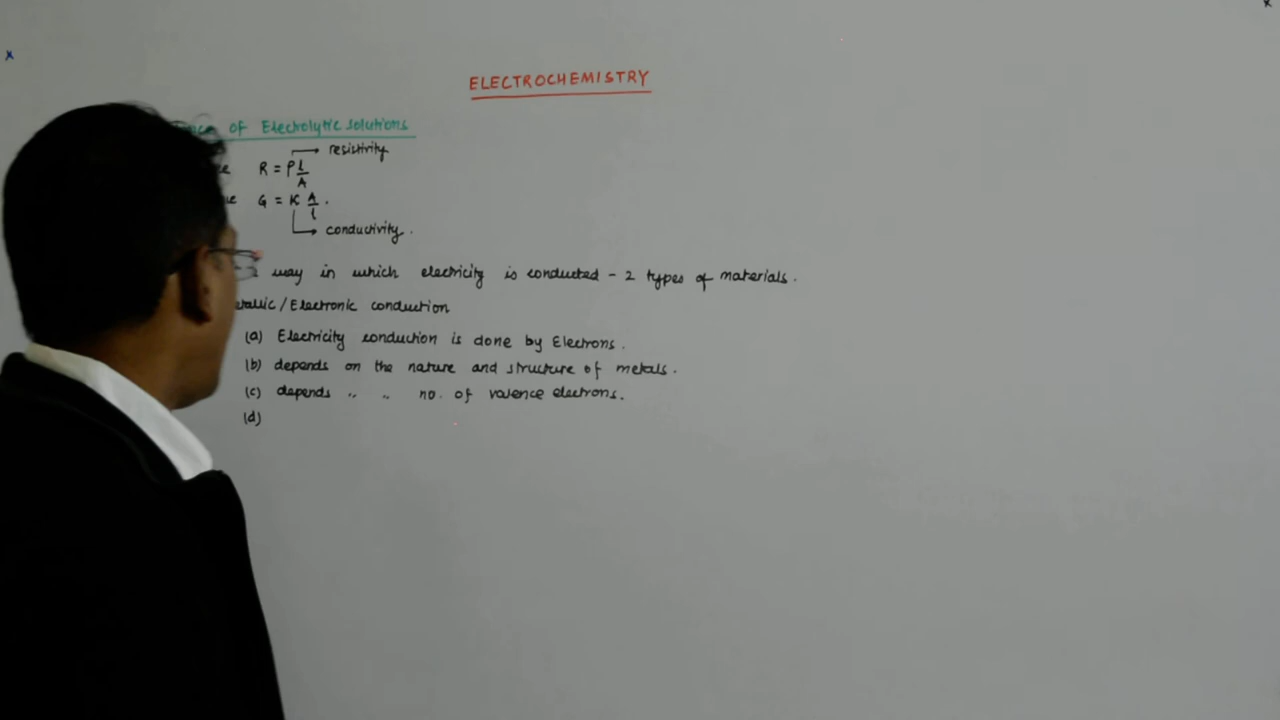 ELECTROCHEMISTRY
of Electrolytic solutions
resistivity
R = ρ l/A
G = K A/l .
conductivity .
way in which electricity is conducted - 2 types of materials .
/ Electronic conduction
(a) Electricity conduction is done by Electrons .
(b) depends on the nature and structure of metals .
(c) depends „ „ no. of valence electrons .
(d)